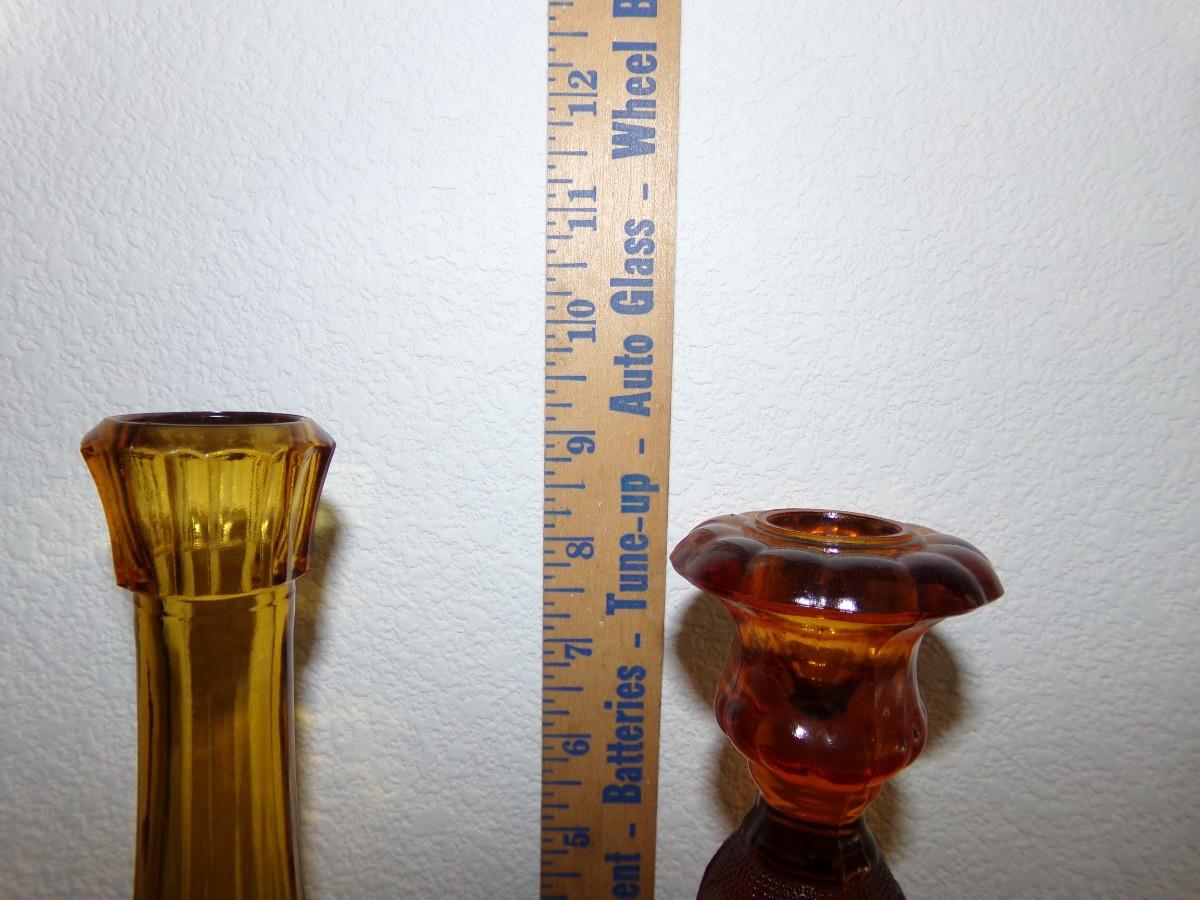 5 6 7 8 9 10 11 12
ent - Batteries - Tune-up - Auto Glass - Wheel B